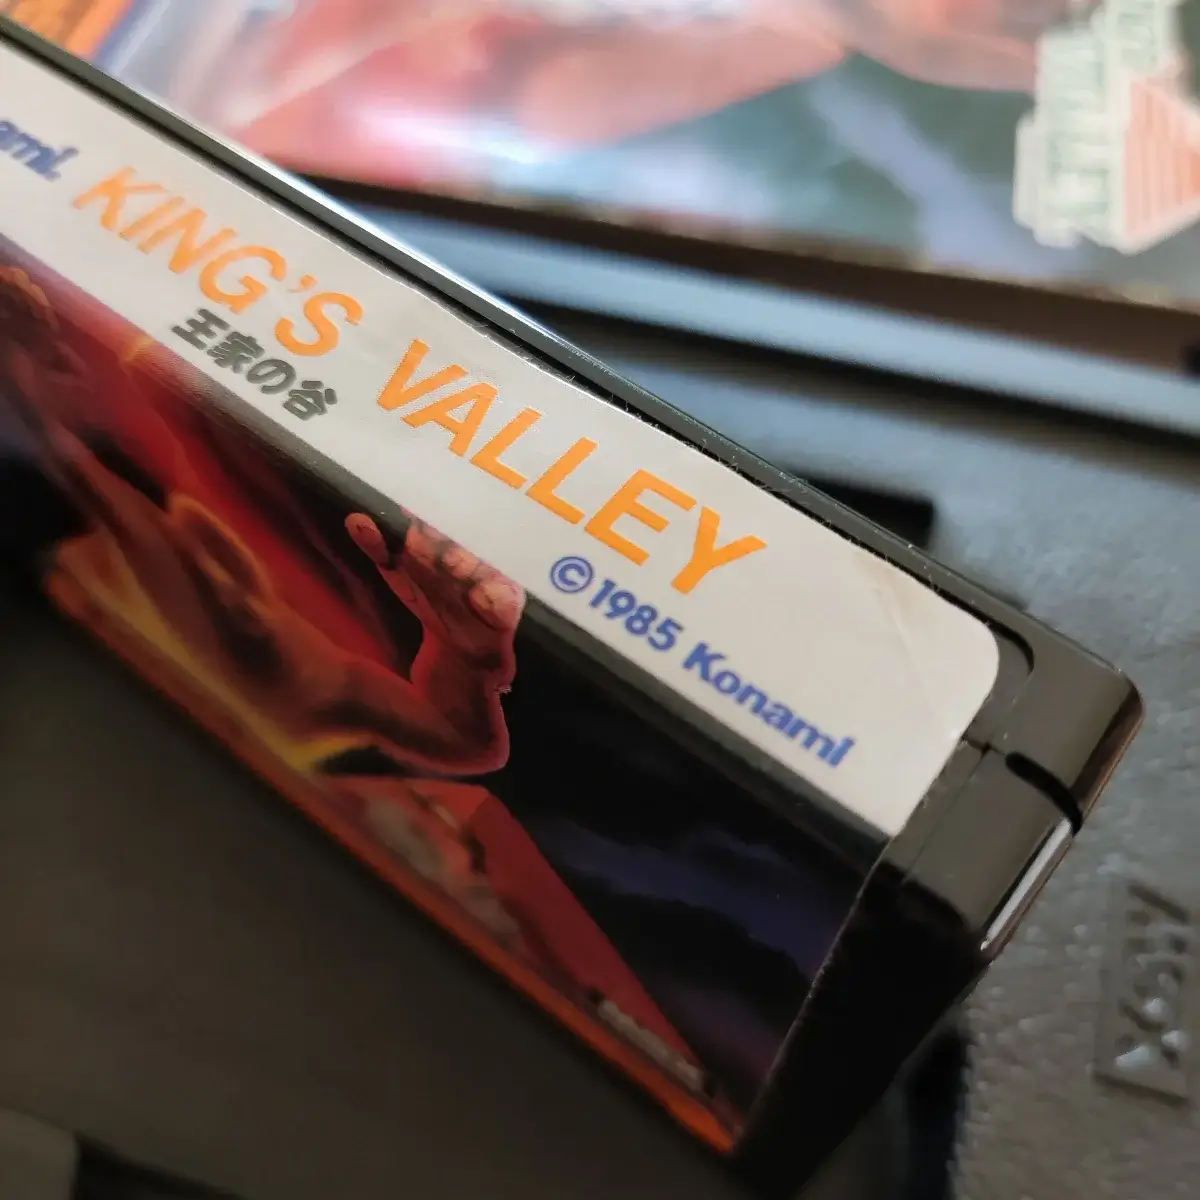 KING'S VALLEY
王家の谷
©1985 Konami